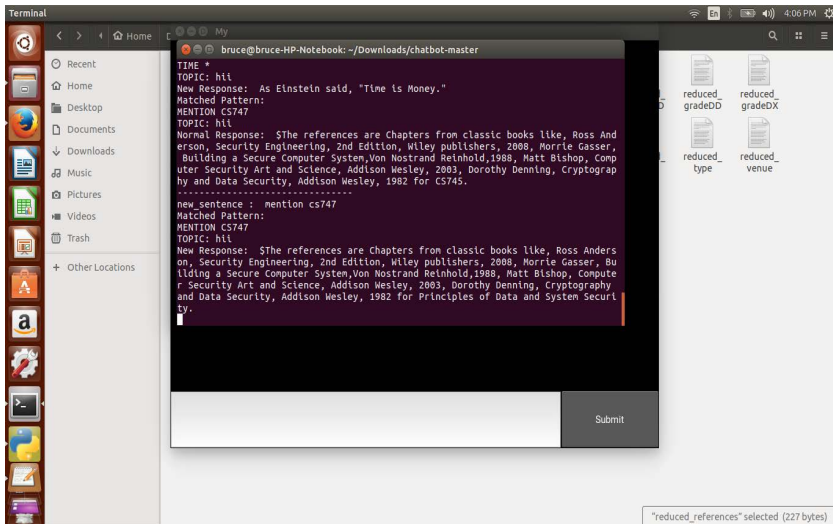 Terminal
En
4:06 PM
Home
My
bruce@bruce-HP-Notebook: ~/Downloads/chatbot-master
Recent
Home
Desktop
Documents
Downloads
Music
Pictures
Videos
Trash
+ Other Locations
TIME *
TOPIC: hii
New Response:  As Einstein said, "Time is Money."
Matched Pattern:
MENTION CS747
TOPIC: hii
Normal Response:  $The references are Chapters from classic books like, Ross And
erson, Security Engineering, 2nd Edition, Wiley publishers, 2008, Morrie Gasser,
 Building a Secure Computer System,Von Nostrand Reinhold,1988, Matt Bishop, Comp
uter Security Art and Science, Addison Wesley, 2003, Dorothy Denning, Cryptograp
hy and Data Security, Addison Wesley, 1982 for CS745.
--------------------------------
new_sentence :  mention cs747
Matched Pattern:
MENTION CS747
TOPIC: hii
New Response:  $The references are Chapters from classic books like, Ross Anders
on, Security Engineering, 2nd Edition, Wiley publishers, 2008, Morrie Gasser, Bu
ilding a Secure Computer System,Von Nostrand Reinhold,1988, Matt Bishop, Compute
r Security Art and Science, Addison Wesley, 2003, Dorothy Denning, Cryptography
and Data Security, Addison Wesley, 1982 for Principles of Data and System Securi
ty.
Submit
reduced_
gradeDD
reduced_
gradeDX
reduced_
type
reduced_
venue
"reduced_references" selected (227 bytes)